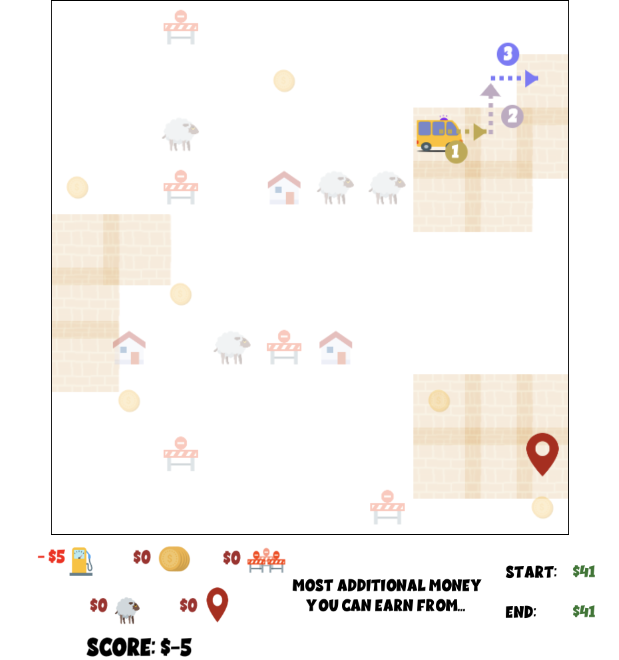 3
2
1
- $5
$0
$0
$0
$0
MOST ADDITIONAL MONEY
YOU CAN EARN FROM...
START: $41
END: $41
SCORE: $-5